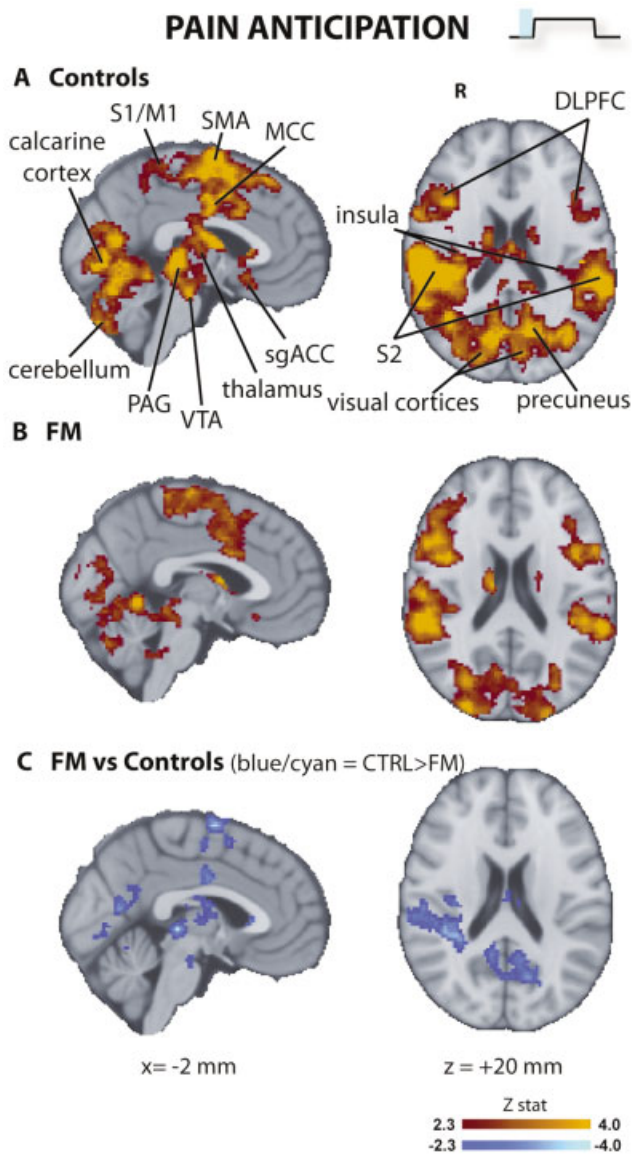 PAIN ANTICIPATION
A Controls
R
S1/M1
SMA
MCC
calcarine
cortex
DLPFC
insula
cerebellum
PAG
VTA
thalamus
sgACC
S2
visual cortices
precuneus
B FM
C FM vs Controls (blue/cyan = CTRL>FM)
x= -2 mm
z = +20 mm
Z stat
2.3 4.0
-2.3 -4.0